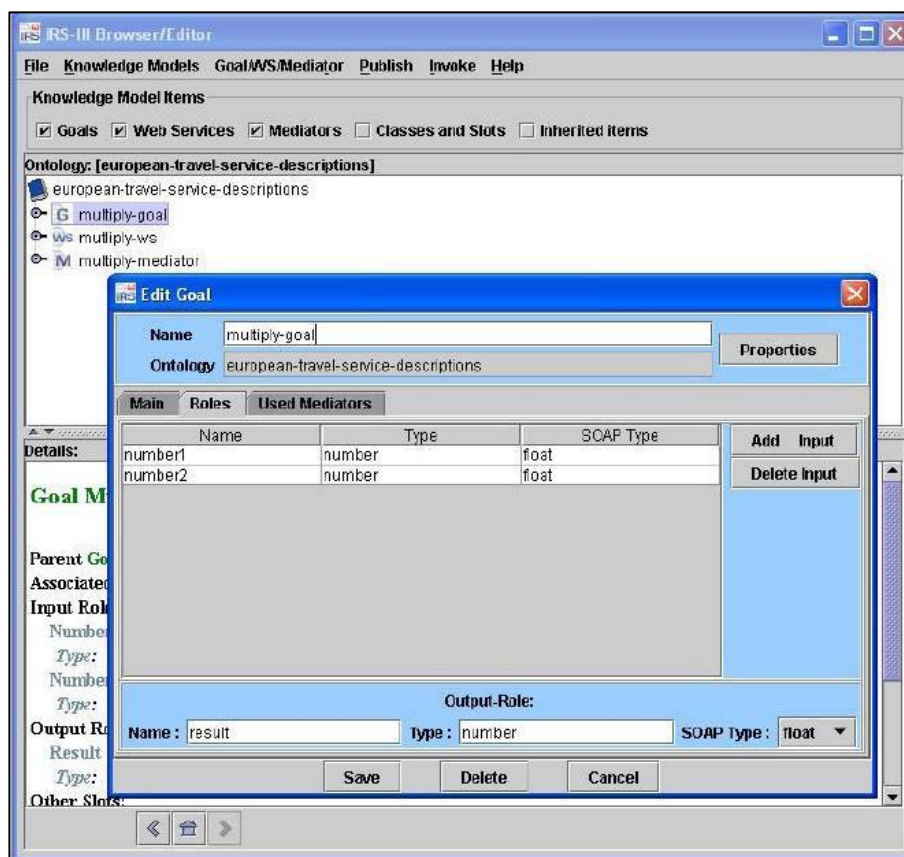 IRS-III Browser/Editor
File Knowledge Models Goal/WS/Mediator Publish Invoke Help
Knowledge Model Items
Goals Web Services Mediators Classes and Slots Inherited items
Ontology: [european-travel-service-descriptions]
european-travel-service-descriptions
G multiply-goal
Ws multiply-ws
M multiply-mediator
IRS Edit Goal
Name multiply-goal
Ontology european-travel-service-descriptions
Properties
Main Roles Used Mediators
Name Type SOAP Type
number1 number float
number2 number float
Add Input
Delete Input
Details:
Goal M
Parent Go
Associated
Input Rol
Number
Type:
Number
Type:
Output Ro
Result
Type:
Other Slots:
Output-Role:
Name : result Type : number SOAP Type : float
Save Delete Cancel